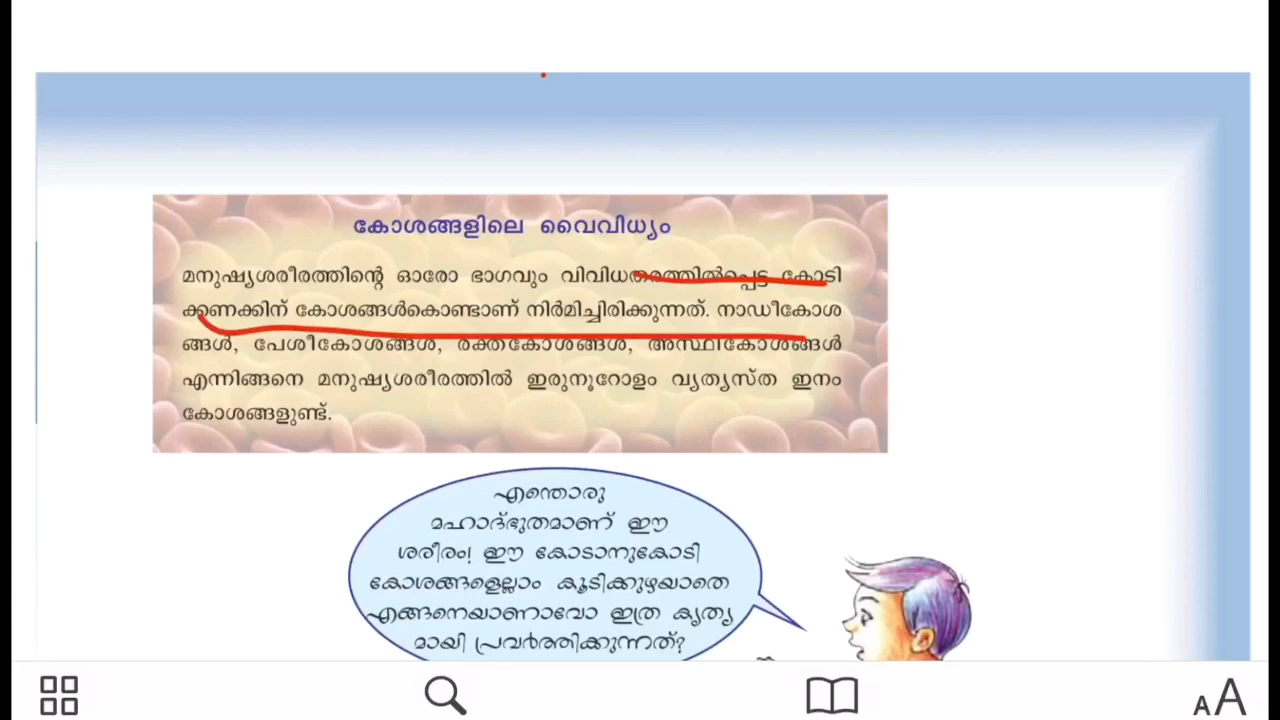 കോശങ്ങളിലെ വൈവിധ്യം
മനുഷ്യശരീരത്തിന്റെ ഓരോ ഭാഗവും വിവിധതരത്തിൽപ്പെട്ട കോടി
ക്കണക്കിന് കോശങ്ങൾകൊണ്ടാണ് നിർമിച്ചിരിക്കുന്നത്. നാഡീകോശ
ങ്ങൾ, പേശീകോശങ്ങൾ, രക്തകോശങ്ങൾ, അസ്ഥികോശങ്ങൾ
എന്നിങ്ങനെ മനുഷ്യശരീരത്തിൽ ഇരുനൂറോളം വ്യത്യസ്ത ഇനം
കോശങ്ങളുണ്ട്.
എന്തൊരു
മഹാദ്ഭുതമാണ് ഈ
ശരീരം! ഈ കോടാനുകോടി
കോശങ്ങളെല്ലാം കൂടിക്കുഴയാതെ
എങ്ങനെയാണാവോ ഇത്ര കൃത്യ
മായി പ്രവർത്തിക്കുന്നത്?
AA